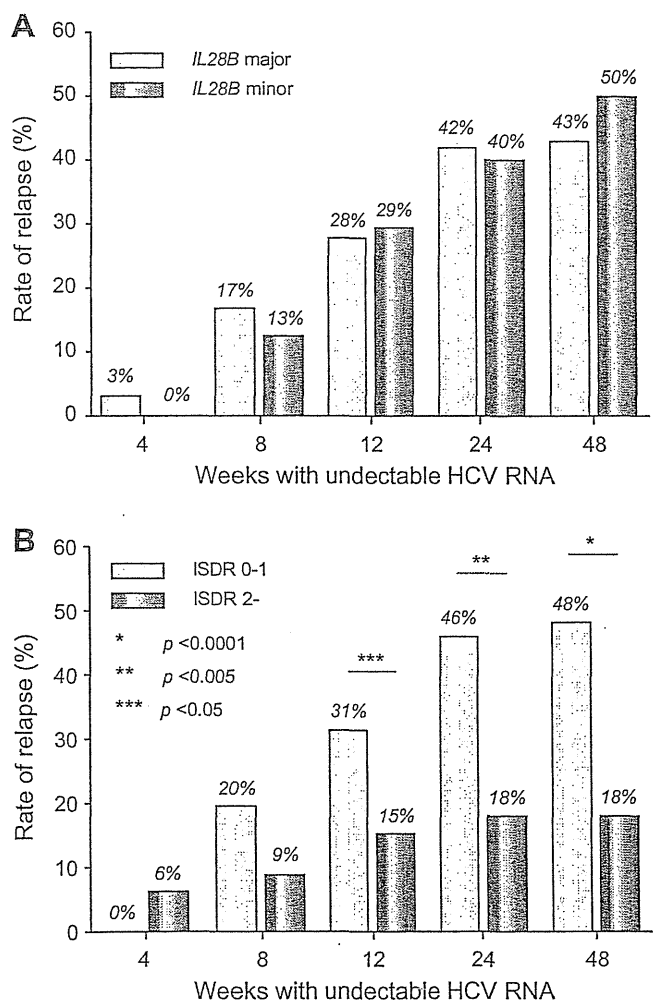 A
60
50
40
30
20
10
0
Rate of relapse (%)
IL28B major
IL28B minor
3%
0%
17%
13%
28%
29%
42%
40%
43%
50%
4 8 12 24 48
Weeks with undectable HCV RNA
B
60
50
40
30
20
10
0
Rate of relapse (%)
ISDR 0-1
ISDR 2-
* p <0.0001
** p <0.005
*** p <0.05
0%
6%
20%
9%
***
31%
15%
**
46%
18%
*
48%
18%
4 8 12 24 48
Weeks with undectable HCV RNA